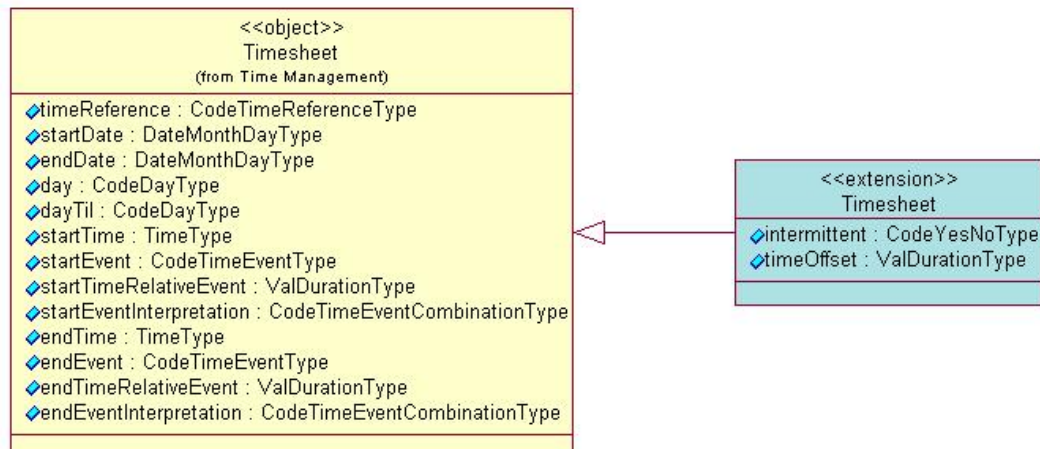 <<object>>
Timesheet
(from Time Management)
timeReference : CodeTimeReferenceType
startDate : DateMonthDayType
endDate : DateMonthDayType
day : CodeDayType
dayTil : CodeDayType
startTime : TimeType
startEvent : CodeTimeEventType
startTimeRelativeEvent : ValDurationType
startEventInterpretation : CodeTimeEventCombinationType
endTime : TimeType
endEvent : CodeTimeEventType
endTimeRelativeEvent : ValDurationType
endEventInterpretation : CodeTimeEventCombinationType
<<extension>>
Timesheet
intermittent : CodeYesNoType
timeOffset : ValDurationType